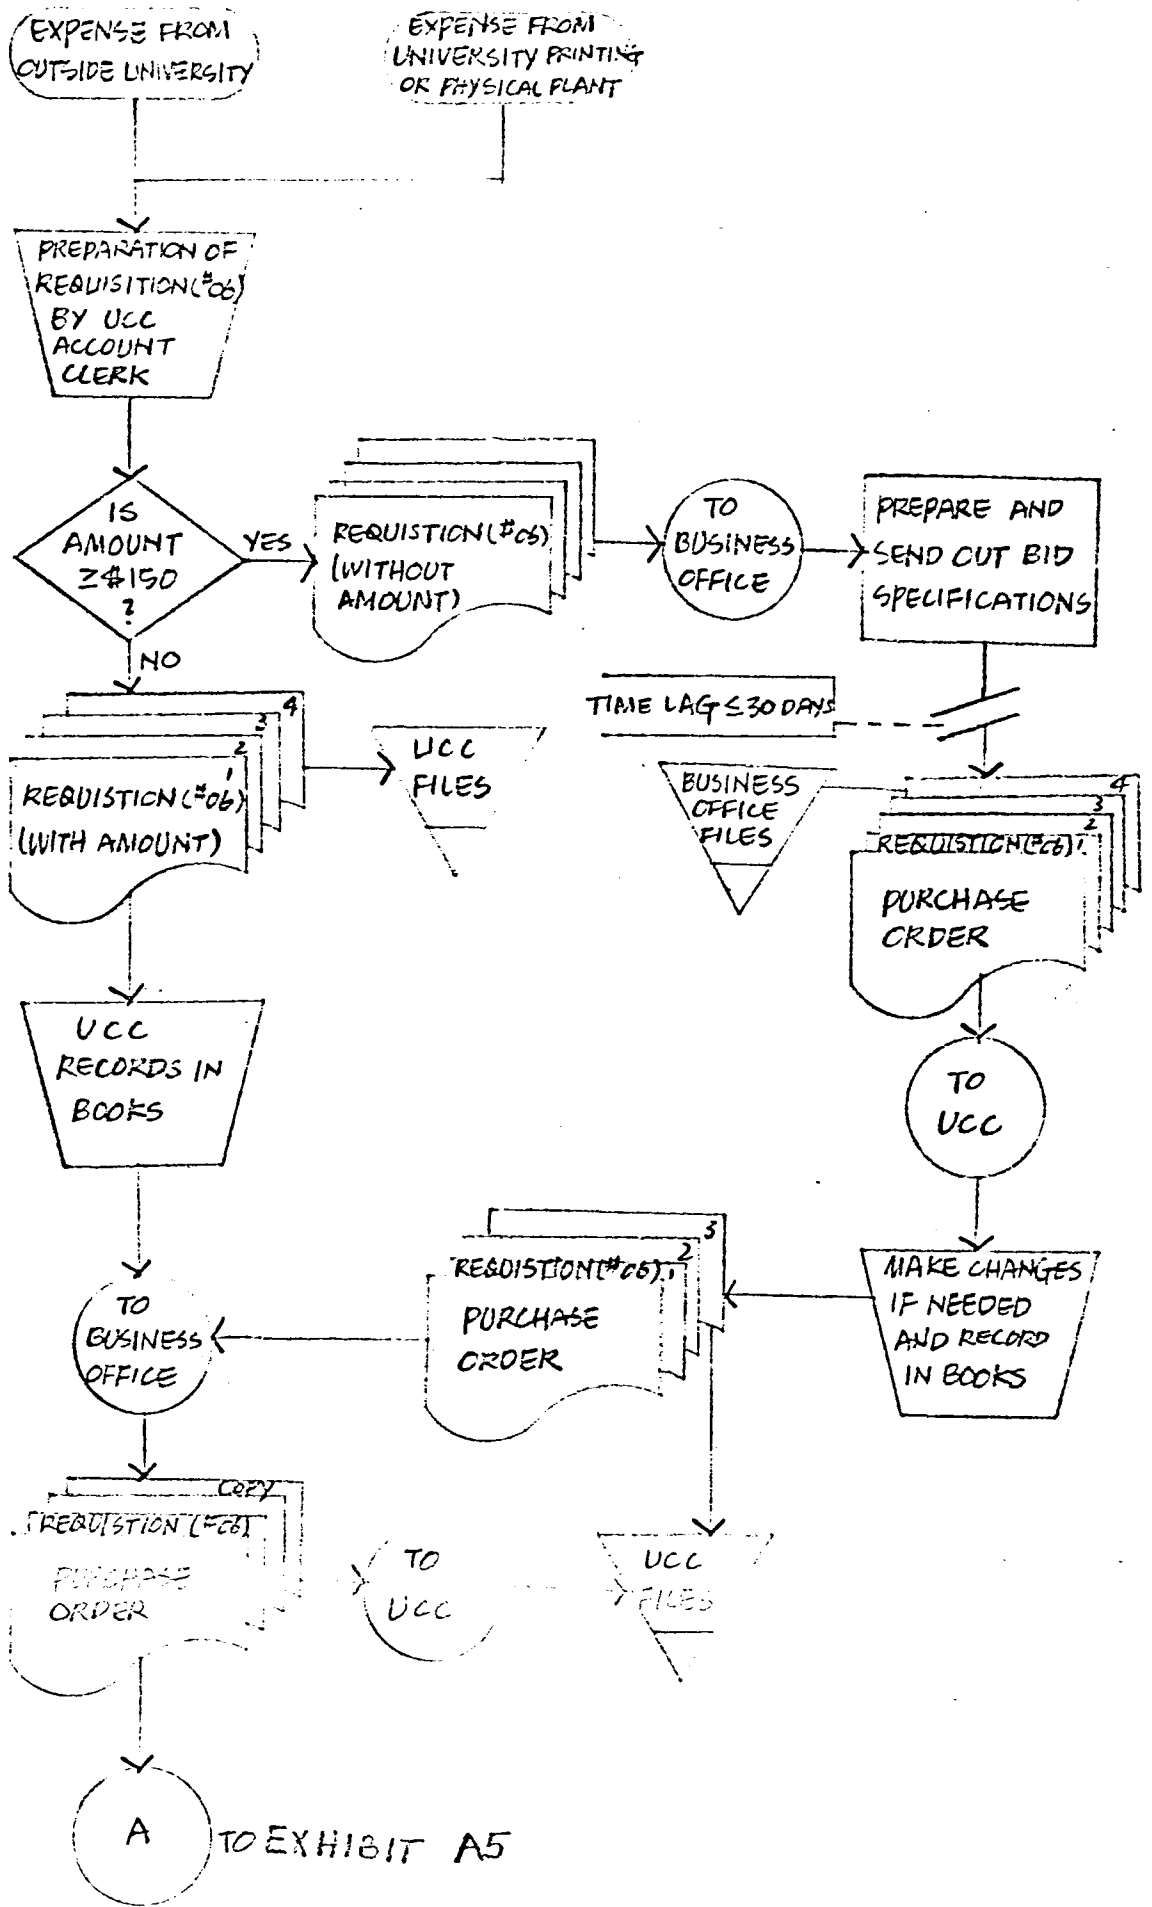 EXPENSE FROM
OUTSIDE UNIVERSITY
EXPENSE FROM
UNIVERSITY PRINTING
OR PHYSICAL PLANT
PREPARATION OF
REQUISITION(#06)
BY UCC
ACCOUNT
CLERK
IS
AMOUNT
≥$150
?
YES
NO
REQUISTION(#06)
(WITHOUT
AMOUNT)
TO
BUSINESS
OFFICE
PREPARE AND
SEND OUT BID
SPECIFICATIONS
TIME LAG ≤ 30 DAYS
4
3
2
1
REQUISTION(#06)
(WITH AMOUNT)
UCC
FILES
BUSINESS
OFFICE
FILES
4
3
2
REQUISTION(#06) 1
PURCHASE
ORDER
UCC
RECORDS IN
BOOKS
TO
UCC
3
2
REQUISTION(#06) 1
PURCHASE
ORDER
MAKE CHANGES
IF NEEDED
AND RECORD
IN BOOKS
TO
BUSINESS
OFFICE
COPY
REQUISTION (#06)
PURCHASE
ORDER
TO
UCC
UCC
FILES
A
TO EXHIBIT A5